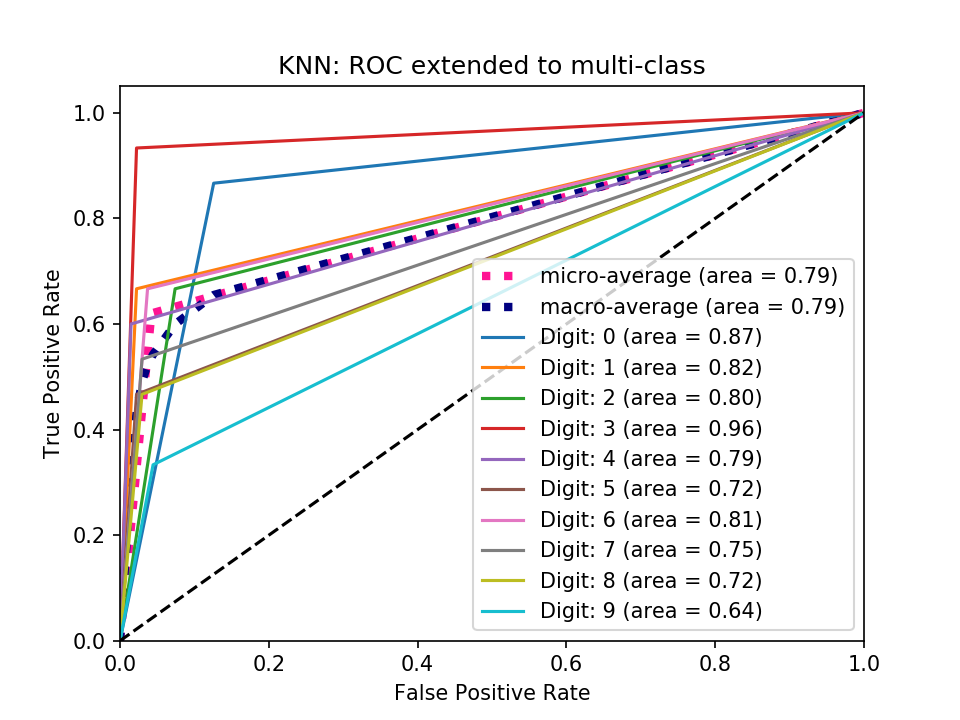 KNN: ROC extended to multi-class
True Positive Rate
1.0
0.8
0.6
0.4
0.2
0.0
micro-average (area = 0.79)
macro-average (area = 0.79)
Digit: 0 (area = 0.87)
Digit: 1 (area = 0.82)
Digit: 2 (area = 0.80)
Digit: 3 (area = 0.96)
Digit: 4 (area = 0.79)
Digit: 5 (area = 0.72)
Digit: 6 (area = 0.81)
Digit: 7 (area = 0.75)
Digit: 8 (area = 0.72)
Digit: 9 (area = 0.64)
0.0 0.2 0.4 0.6 0.8 1.0
False Positive Rate